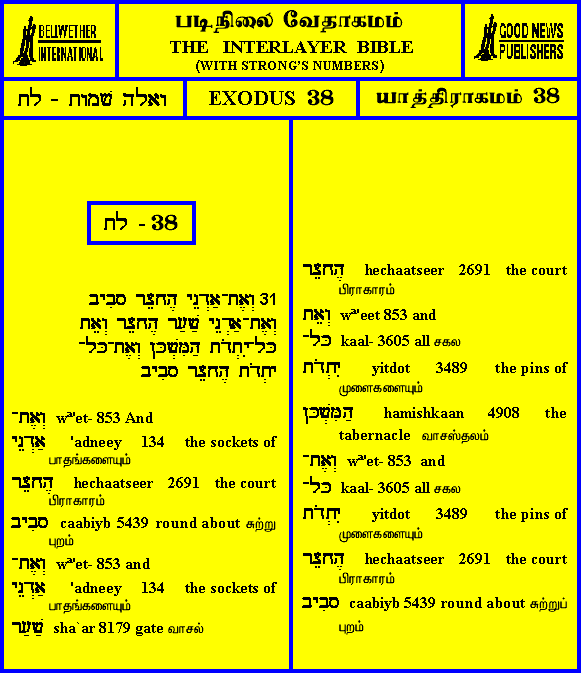 BELLWETHER
INTERNATIONAL
படிநிலை வேதாகமம்
THE INTERLAYER BIBLE
(WITH STRONG'S NUMBERS)
GOOD NEWS
PUBLISHERS
ואלה שמות - לח
EXODUS 38
யாத்திராகமம் 38
לח - 38
31 וְאֶת־אַדְנֵי הֶחָצֵר סָבִיב
וְאֶת־אַדְנֵי שַׁעַר הֶחָצֵר וְאֵת
כָּל־יִתְדֹת הַמִּשְׁכָּן וְאֶת־כָּל־
יִתְדֹת הֶחָצֵר סָבִיב
וְאֶת־ wª'et- 853 And
אַדְנֵי 'adneey 134 the sockets of
பாதங்களையும்
הֶחָצֵר hechaatseer 2691 the court
பிராகாரம்
סָבִיב caabiyb 5439 round about சுற்று
புறம்
וְאֶת־ wª'et- 853 and
אַדְנֵי 'adneey 134 the sockets of
பாதங்களையும்
שַׁעַר sha`ar 8179 gate வாசல்
הֶחָצֵר hechaatseer 2691 the court
பிராகாரம்
וְאֵת wª'eet 853 and
כָּל־ kaal- 3605 all சகல
יִתְדֹת yitdot 3489 the pins of
முளைகளையும்
הַמִּשְׁכָּן hamishkaan 4908 the
tabernacle வாசஸ்தலம்
וְאֶת־ wª'et- 853 and
כָּל־ kaal- 3605 all சகல
יִתְדֹת yitdot 3489 the pins of
முளைகளையும்
הֶחָצֵר hechaatseer 2691 the court
பிராகாரம்
סָבִיב caabiyb 5439 round about சுற்றுப்
புறம்